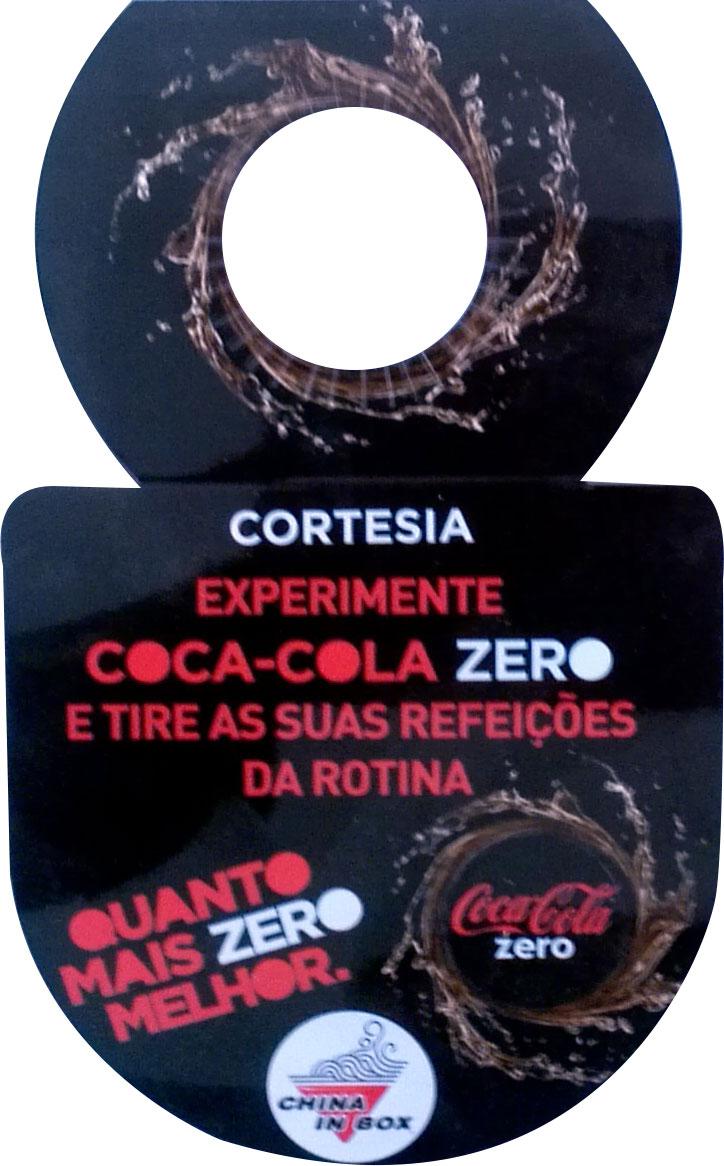 CORTESIA
EXPERIMENTE
COCA-COLA ZERO
E TIRE AS SUAS REFEIÇÕES
DA ROTINA
QUANTO
MAIS ZERO
MELHOR.
Coca-Cola
zero
CHINA
IN BOX